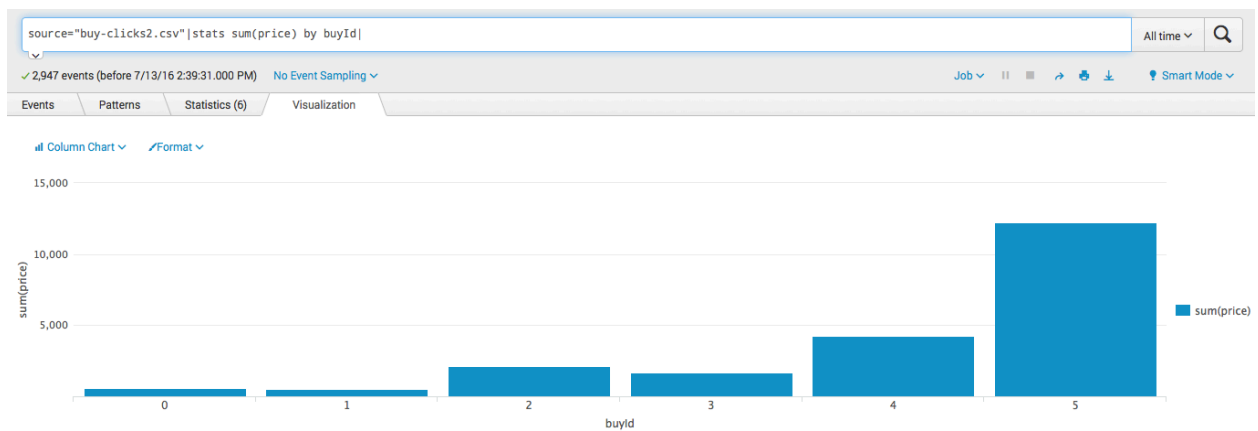 source="buy-clicks2.csv"|stats sum(price) by buyId|
All time
2,947 events (before 7/13/16 2:39:31.000 PM) No Event Sampling Job Smart Mode
Events Patterns Statistics (6) Visualization
Column Chart Format
15,000
10,000
5,000
sum(price)
sum(price)
0 1 2 3 4 5
buyId